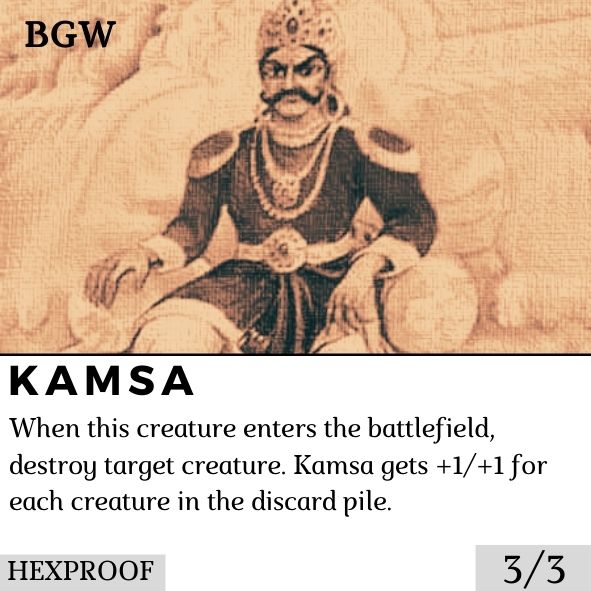 BGW
KAMSA
When this creature enters the battlefield,
destroy target creature. Kamsa gets +1/+1 for
each creature in the discard pile.
HEXPROOF
3/3